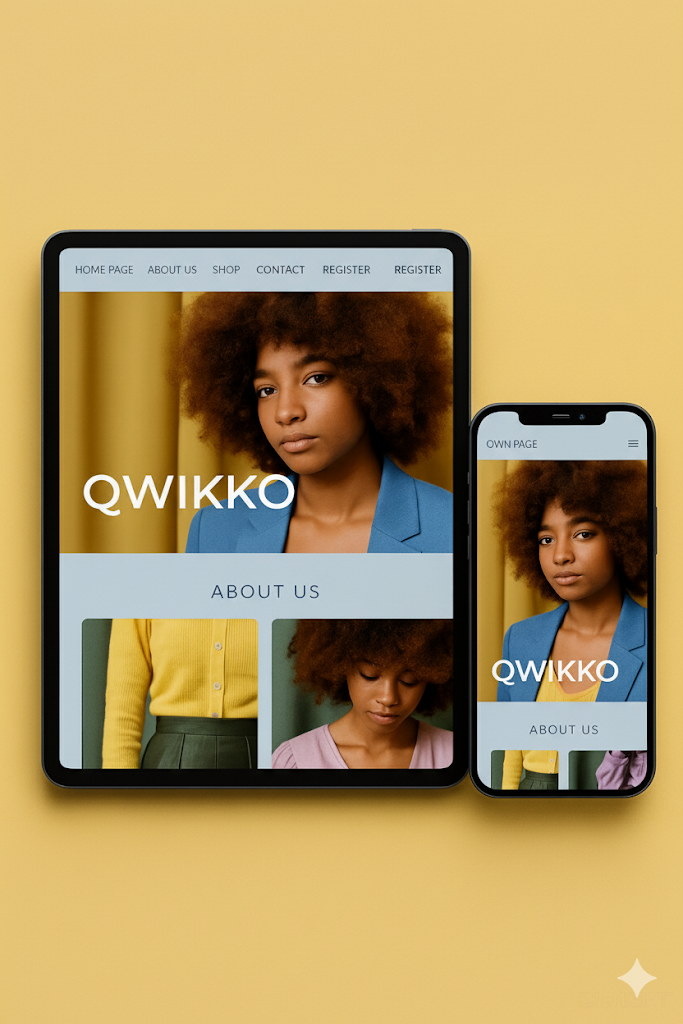 HOME PAGE ABOUT US SHOP CONTACT REGISTER REGISTER
QWIKKO
ABOUT US
OWN PAGE
QWIKKO
ABOUT US